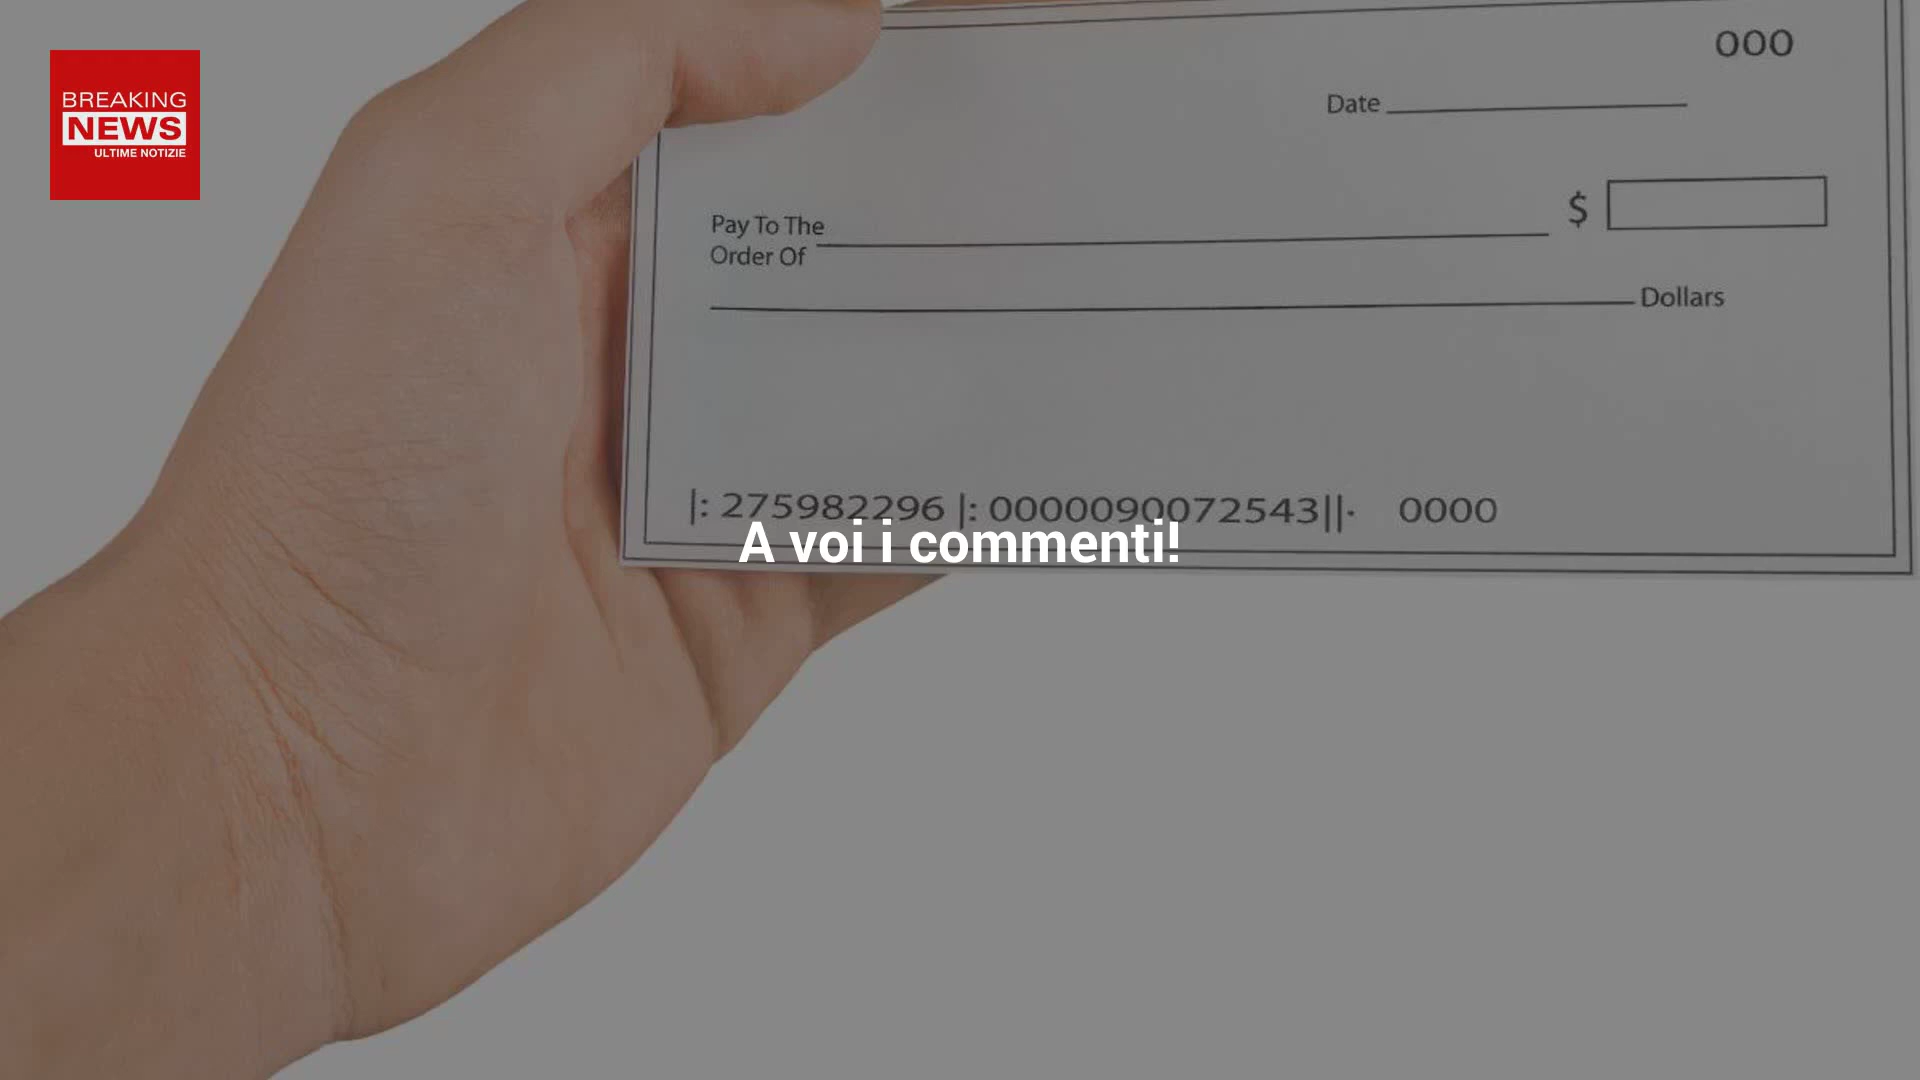 BREAKING
NEWS
ULTIME NOTIZIE
000
Date
Pay To The
Order Of
$
Dollars
|: 275982296 |: 0000090072543||· 0000
A voi i commenti!